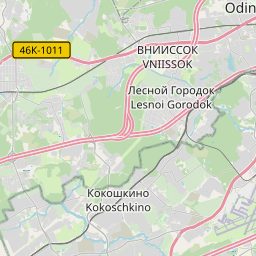 Odin
46К-1011
ВНИИССОК
VNIISSOK
Лесной Городок
Lesnoi Gorodok
Кокошкино
Kokoschkino